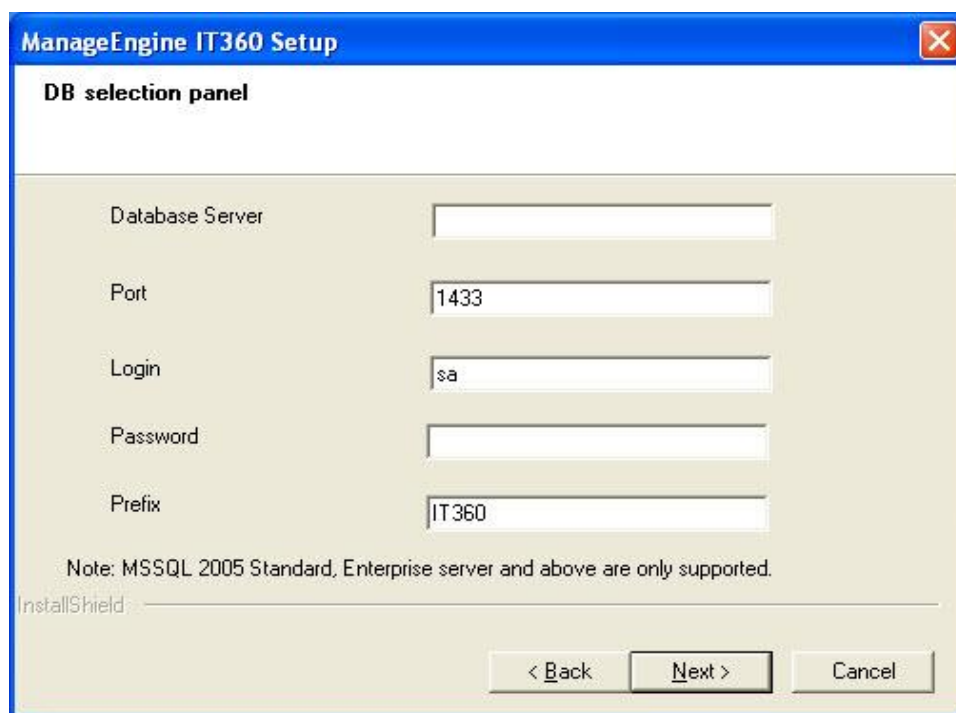 ManageEngine IT360 Setup
DB selection panel
Database Server
Port 1433
Login sa
Password
Prefix IT360
Note: MSSQL 2005 Standard, Enterprise server and above are only supported.
InstallShield
< Back Next > Cancel